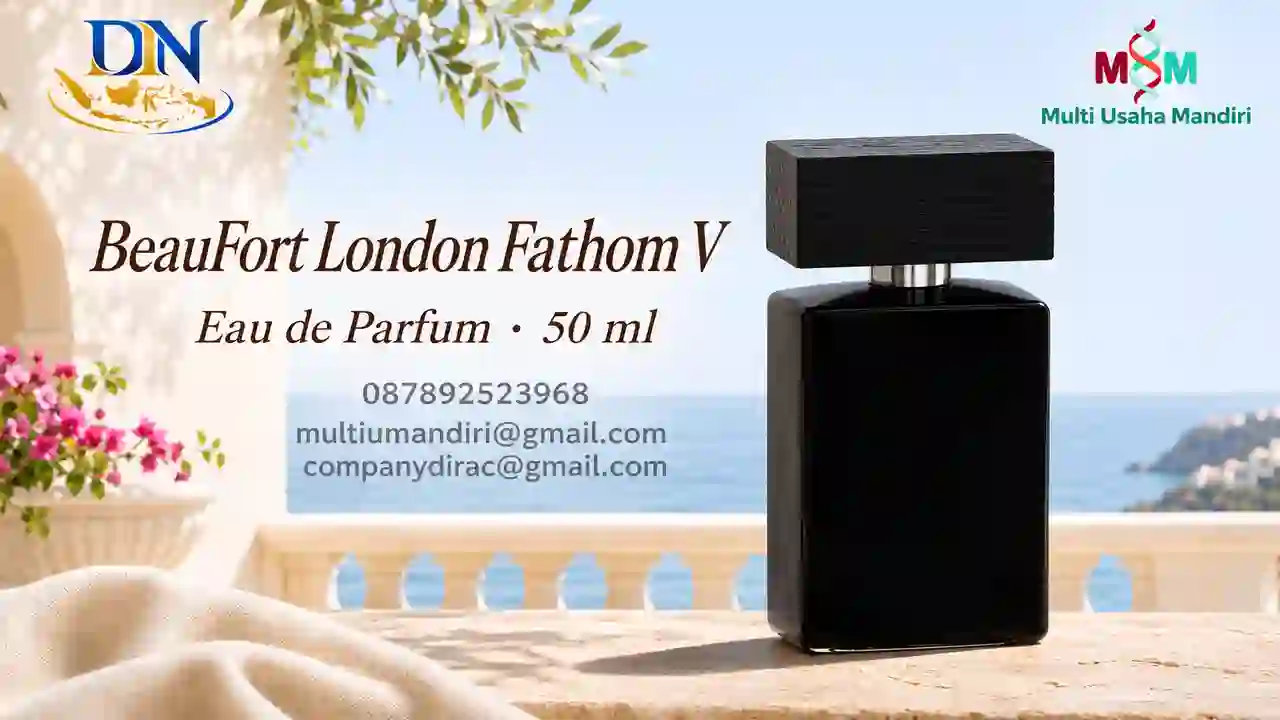 DIN
MSM
Multi Usaha Mandiri
BeauFort London Fathom V
Eau de Parfum · 50 ml
087892523968
multiumandiri@gmail.com
companydirac@gmail.com